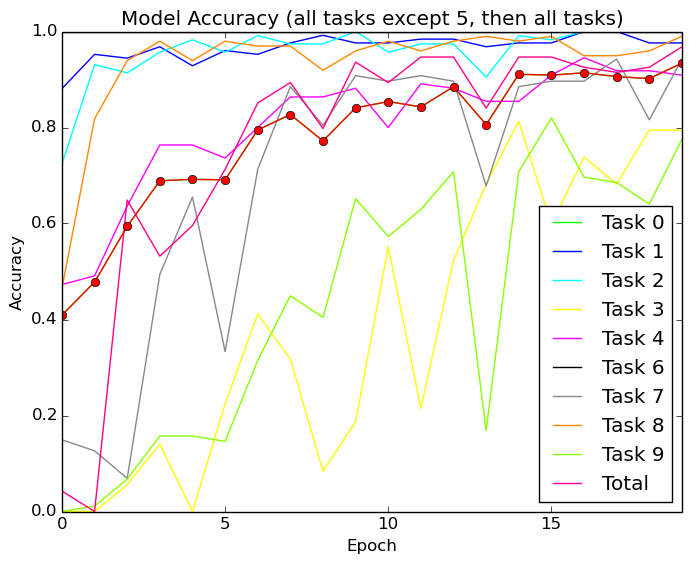 Model Accuracy (all tasks except 5, then all tasks)
1.0
0.8
0.6
0.4
0.2
0.0
Accuracy
0 5 10 15
Epoch
Task 0
Task 1
Task 2
Task 3
Task 4
Task 6
Task 7
Task 8
Task 9
Total